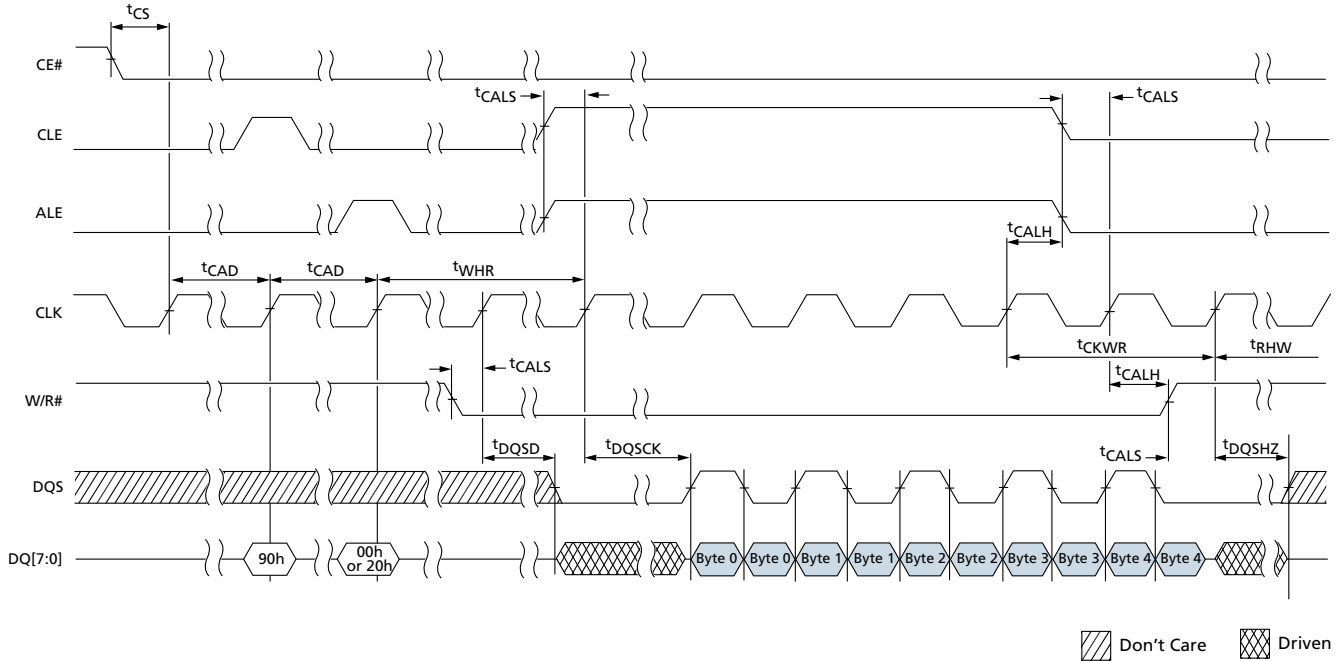 tCS
CE#
tCALS
tCALS
CLE
ALE
tCALH
tCAD
tCAD
tWHR
CLK
tCKWR
tRHW
tCALS
tCALH
W/R#
tDQSD
tDQSCK
tCALS
tDQSHZ
DQS
DQ[7:0]
90h
00h
or 20h
Byte 0
Byte 0
Byte 1
Byte 1
Byte 2
Byte 2
Byte 3
Byte 3
Byte 4
Byte 4
Don't Care
Driven